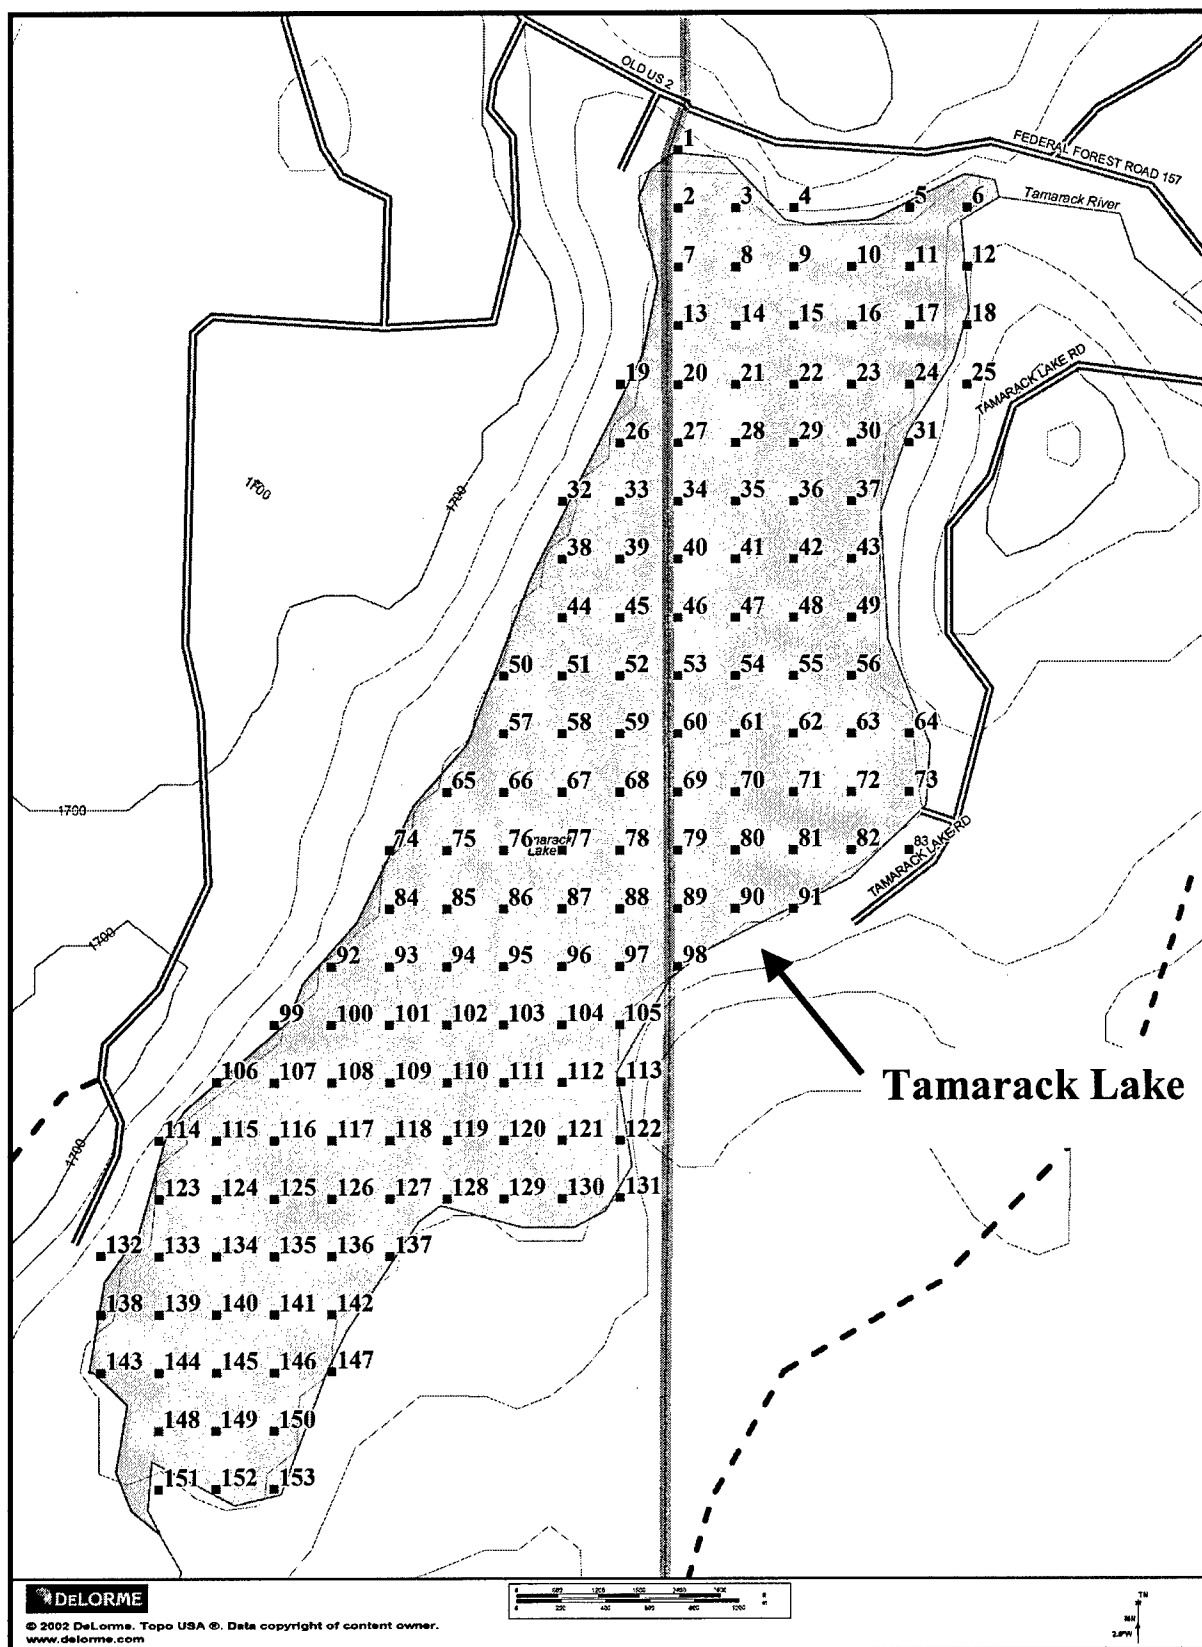 OLD US 2
1
FEDERAL FOREST ROAD 157
2 3 4 5 6
Tamarack River
7 8 9 10 11 12
13 14 15 16 17 18
19 20 21 22 23 24 25
TAMARACK LAKE RD
26 27 28 29 30 31
1700
1700
32 33 34 35 36 37
38 39 40 41 42 43
44 45 46 47 48 49
50 51 52 53 54 55 56
57 58 59 60 61 62 63 64
65 66 67 68 69 70 71 72 73
1700
74 75 76 77 78 79 80 81 82 83
Lake
TAMARACK LAKE RD
84 85 86 87 88 89 90 91
1700
92 93 94 95 96 97 98
99 100 101 102 103 104 105
106 107 108 109 110 111 112 113
Tamarack Lake
114 115 116 117 118 119 120 121 122
1700
123 124 125 126 127 128 129 130 131
132 133 134 135 136 137
138 139 140 141 142
143 144 145 146 147
148 149 150
151 152 153
DELORME
© 2002 DeLorme. Topo USA ®. Data copyright of content owner.
www.delorme.com
TN
MN